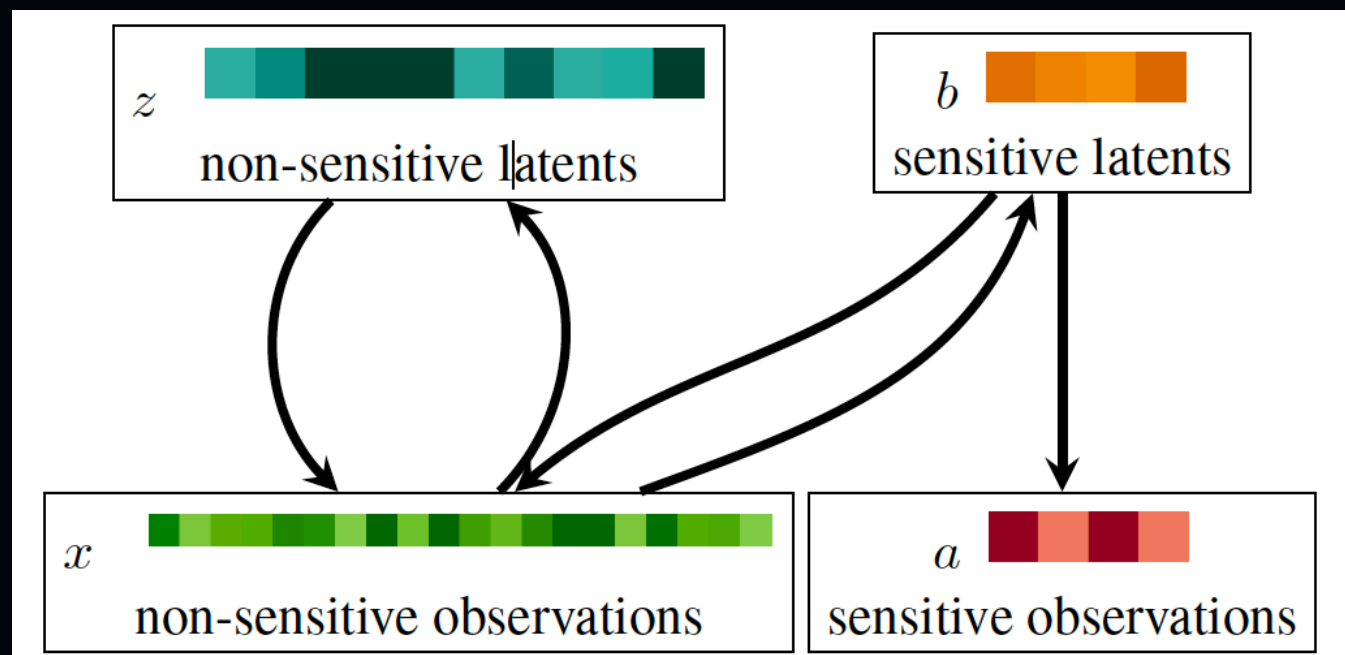 z
non-sensitive latents
b
sensitive latents
x
non-sensitive observations
a
sensitive observations